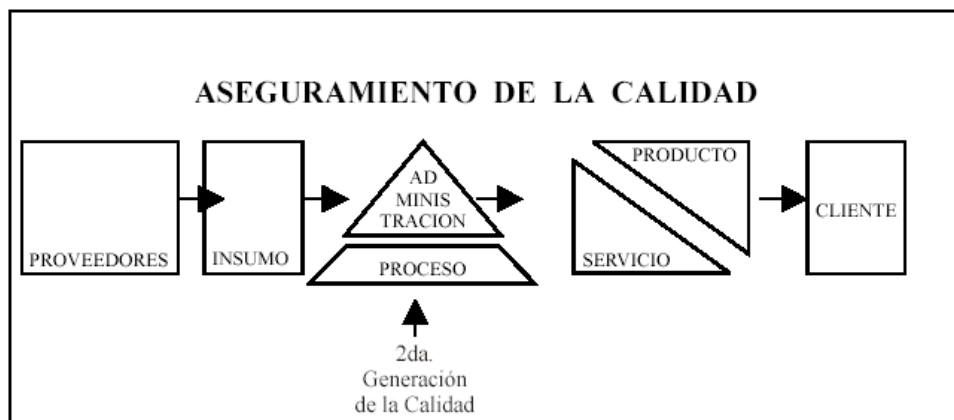 ASEGURAMIENTO DE LA CALIDAD
PROVEEDORES
INSUMO
AD
MINIS
TRACION
PROCESO
PRODUCTO
SERVICIO
CLIENTE
2da.
Generación
de la Calidad